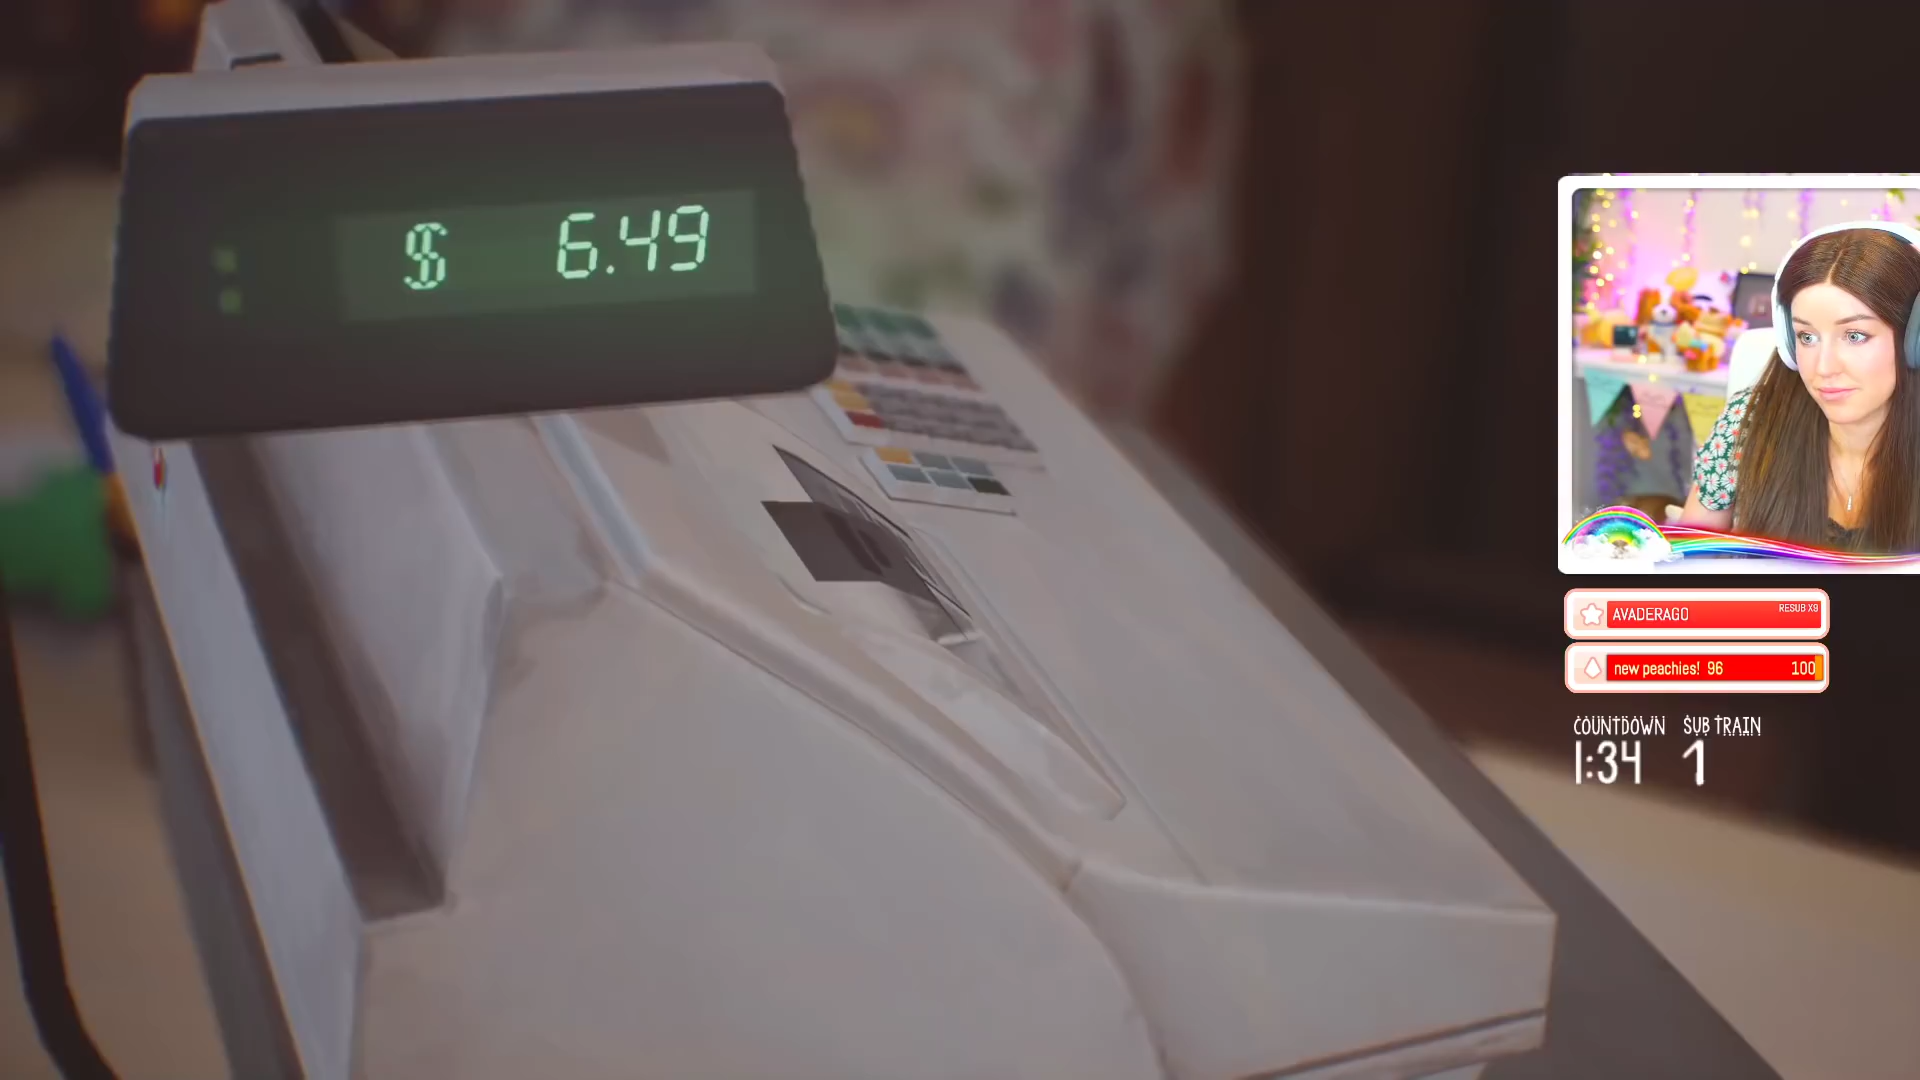 $ 6.49
AVADERAGO RESUB X9
new peachies! 96 100
COUNTDOWN SUB TRAIN
1:34 1